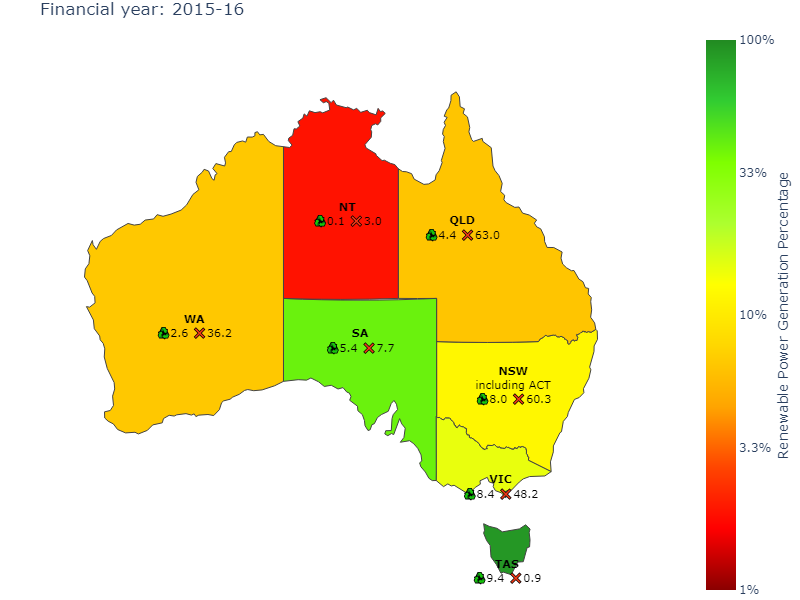 Financial year: 2015-16
100%
NT
0.1 3.0
33%
QLD
4.4 63.0
WA
2.6 36.2
10%
SA
5.4 7.7
NSW
including ACT
8.0 60.3
3.3%
VIC
8.4 48.2
TAS
9.4 0.9
1%
Renewable Power Generation Percentage